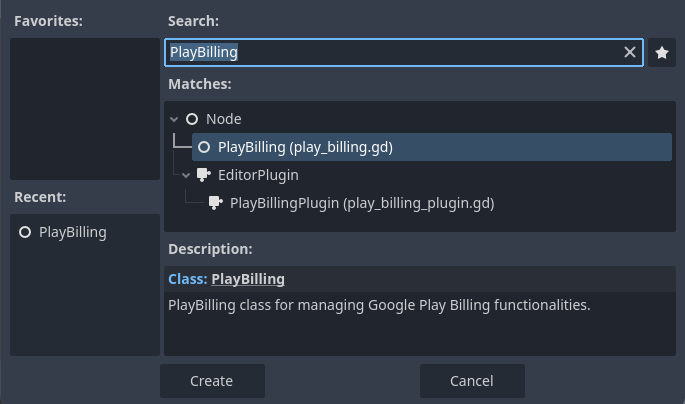 Favorites:
Search:
PlayBilling
Matches:
Node
PlayBilling (play_billing.gd)
EditorPlugin
PlayBillingPlugin (play_billing_plugin.gd)
Recent:
PlayBilling
Description:
Class: PlayBilling
PlayBilling class for managing Google Play Billing functionalities.
Create
Cancel